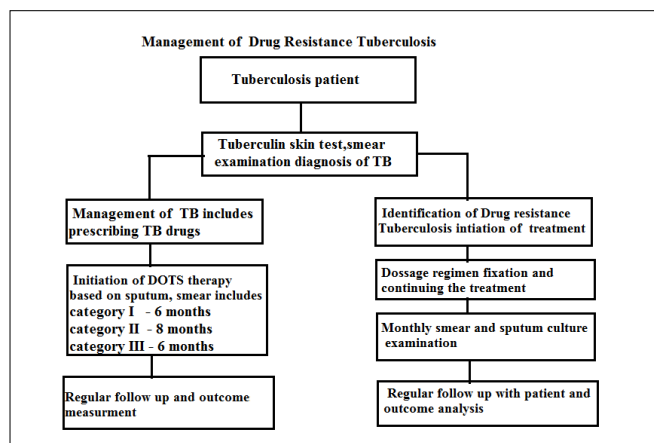 Management of Drug Resistance Tuberculosis
Tuberculosis patient
Tuberculin skin test,smear
examination diagnosis of TB
Management of TB includes
prescribing TB drugs
Initiation of DOTS therapy
based on sputum, smear includes
category I - 6 months
category II - 8 months
category III - 6 months
Regular follow up and outcome
measurment
Identification of Drug resistance
Tuberculosis intiation of treatment
Dossage regimen fixation and
continuing the treatment
Monthly smear and sputum culture
examination
Regular follow up with patient and
outcome analysis